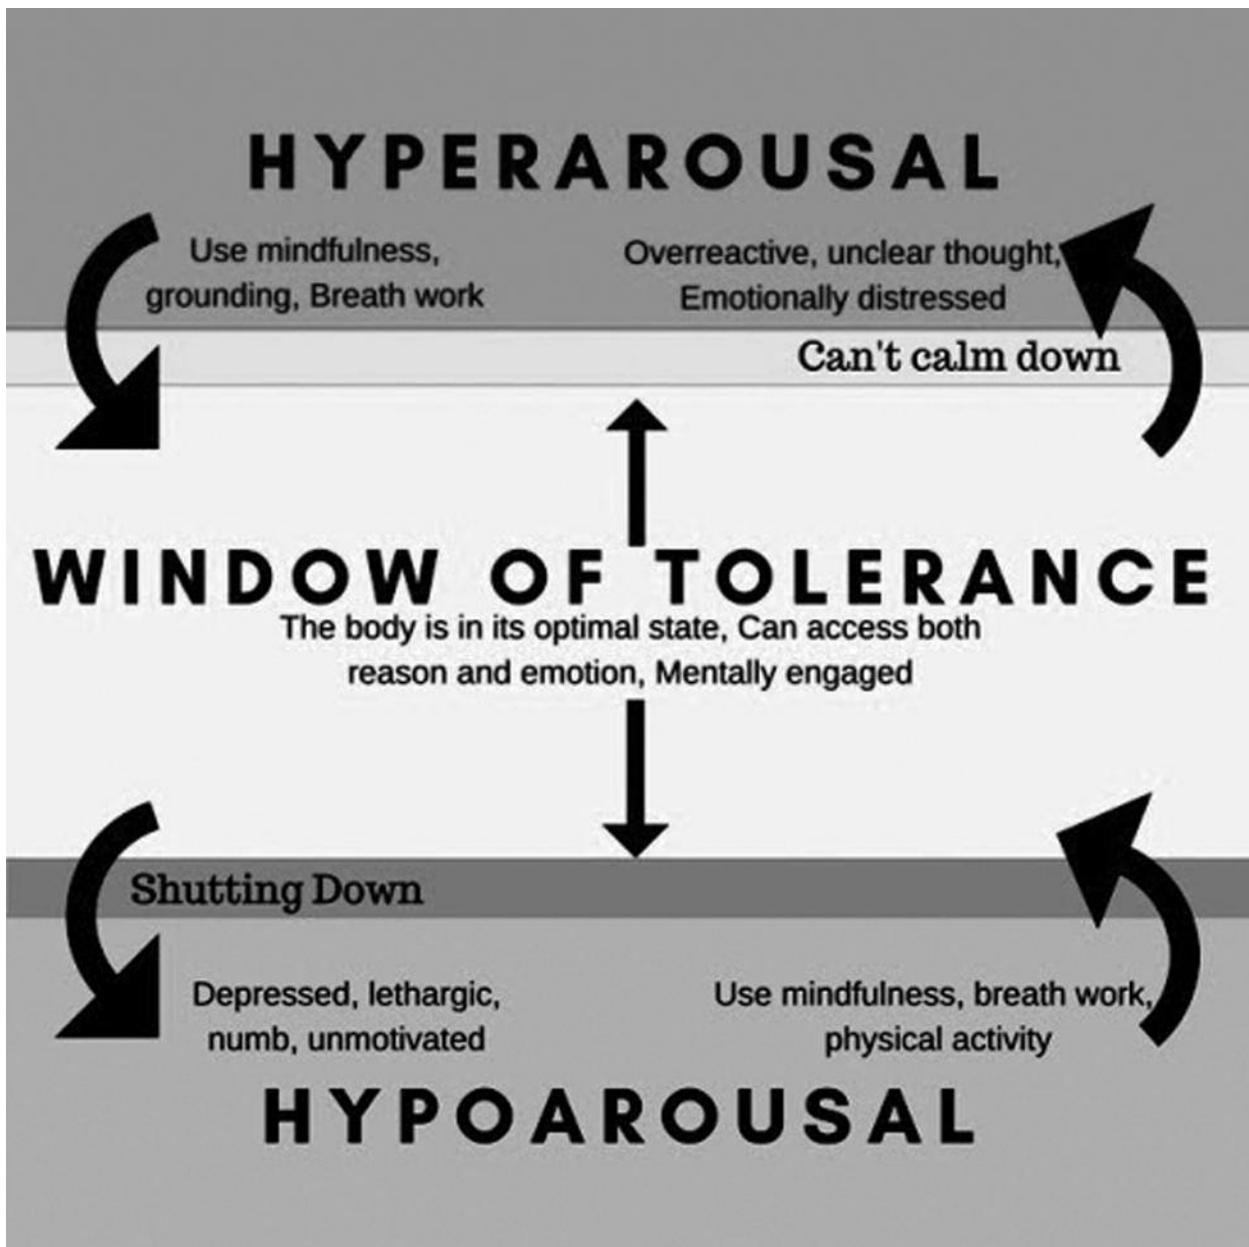 HYPERAROUSAL
Use mindfulness,
grounding, Breath work
Overreactive, unclear thought,
Emotionally distressed
Can't calm down
WINDOW OF TOLERANCE
The body is in its optimal state, Can access both
reason and emotion, Mentally engaged
Shutting Down
Depressed, lethargic,
numb, unmotivated
Use mindfulness, breath work,
physical activity
HYPOAROUSAL